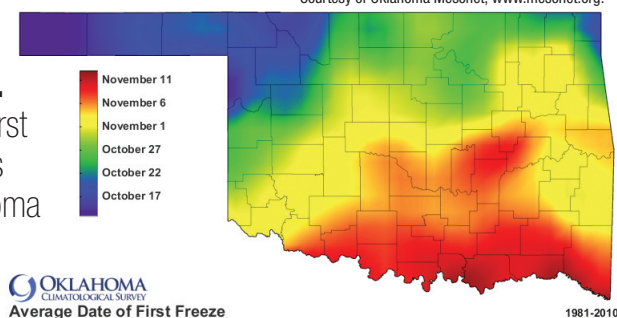 Courtesy of Oklahoma Mesonet, www.mesonet.org.
November 11
November 6
November 1
October 27
October 22
October 17
OKLAHOMA
CLIMATOLOGICAL SURVEY
Average Date of First Freeze
1981-2010